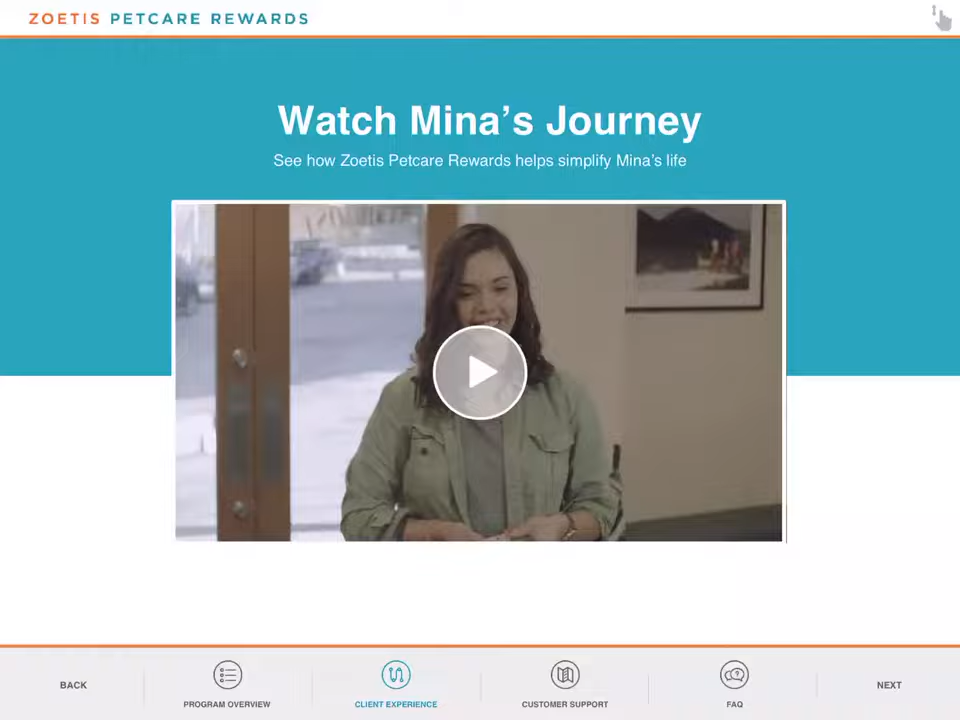 ZOETIS PETCARE REWARDS
Watch Mina's Journey
See how Zoetis Petcare Rewards helps simplify Mina's life
BACK
PROGRAM OVERVIEW
CLIENT EXPERIENCE
CUSTOMER SUPPORT
FAQ
NEXT